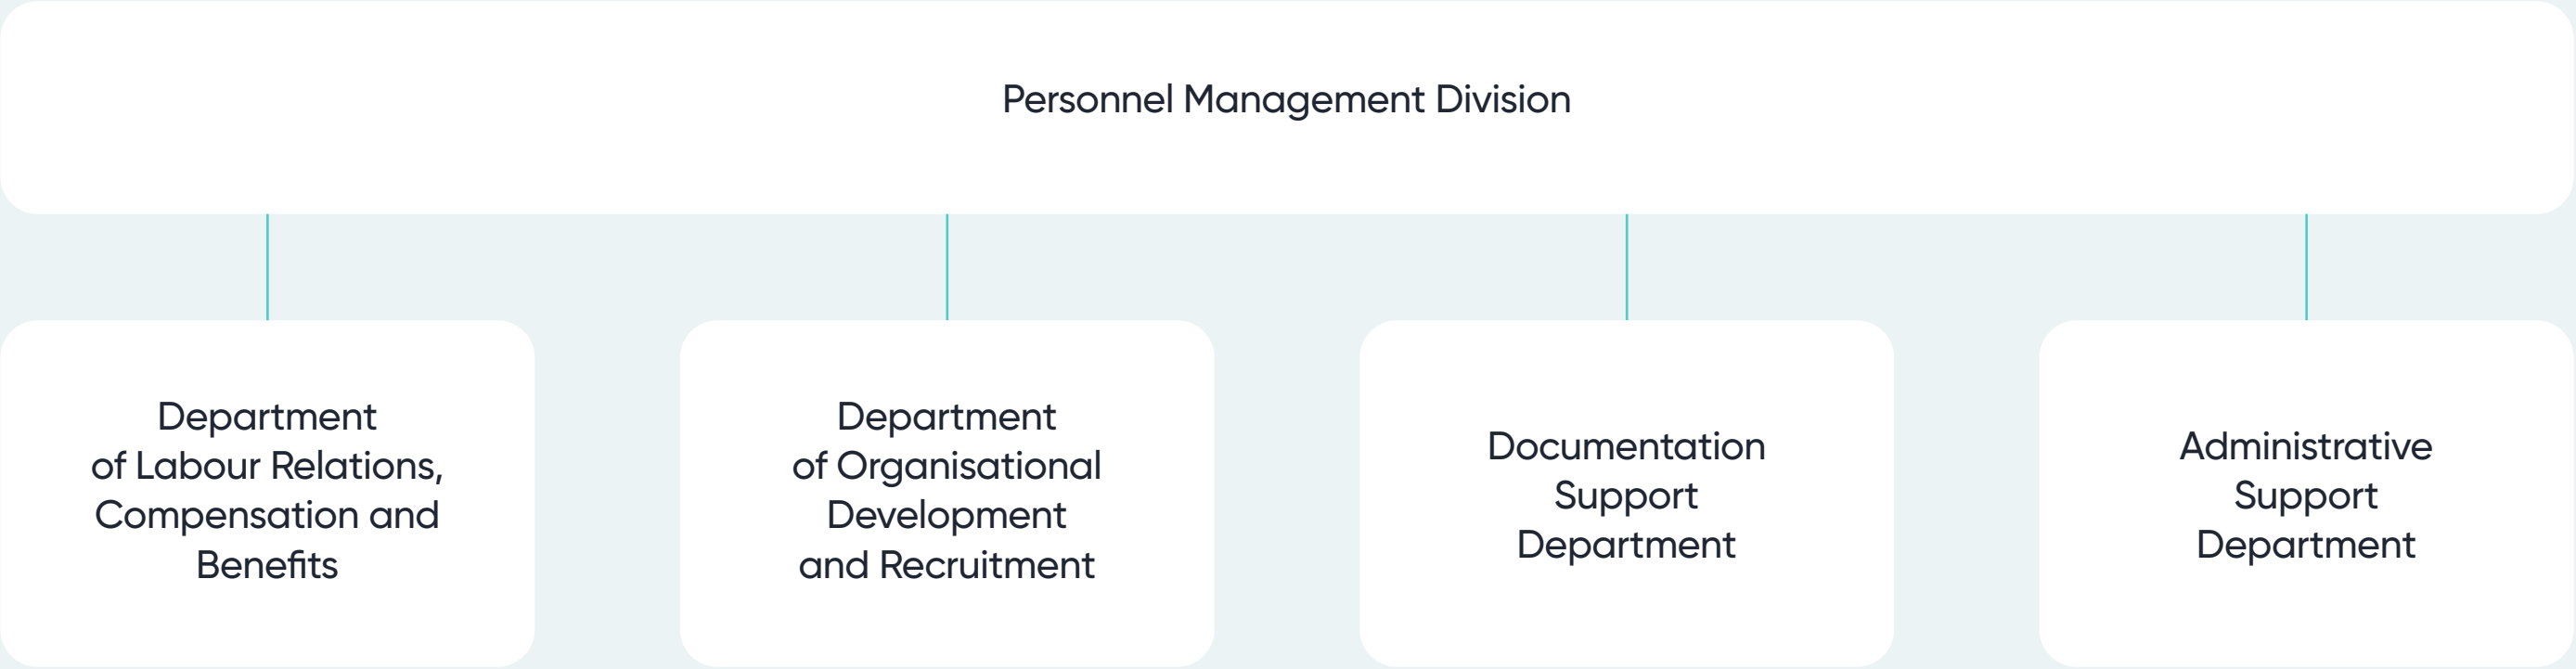 Personnel Management Division
Department
of Labour Relations,
Compensation and
Benefits
Department
of Organisational
Development
and Recruitment
Documentation
Support
Department
Administrative
Support
Department